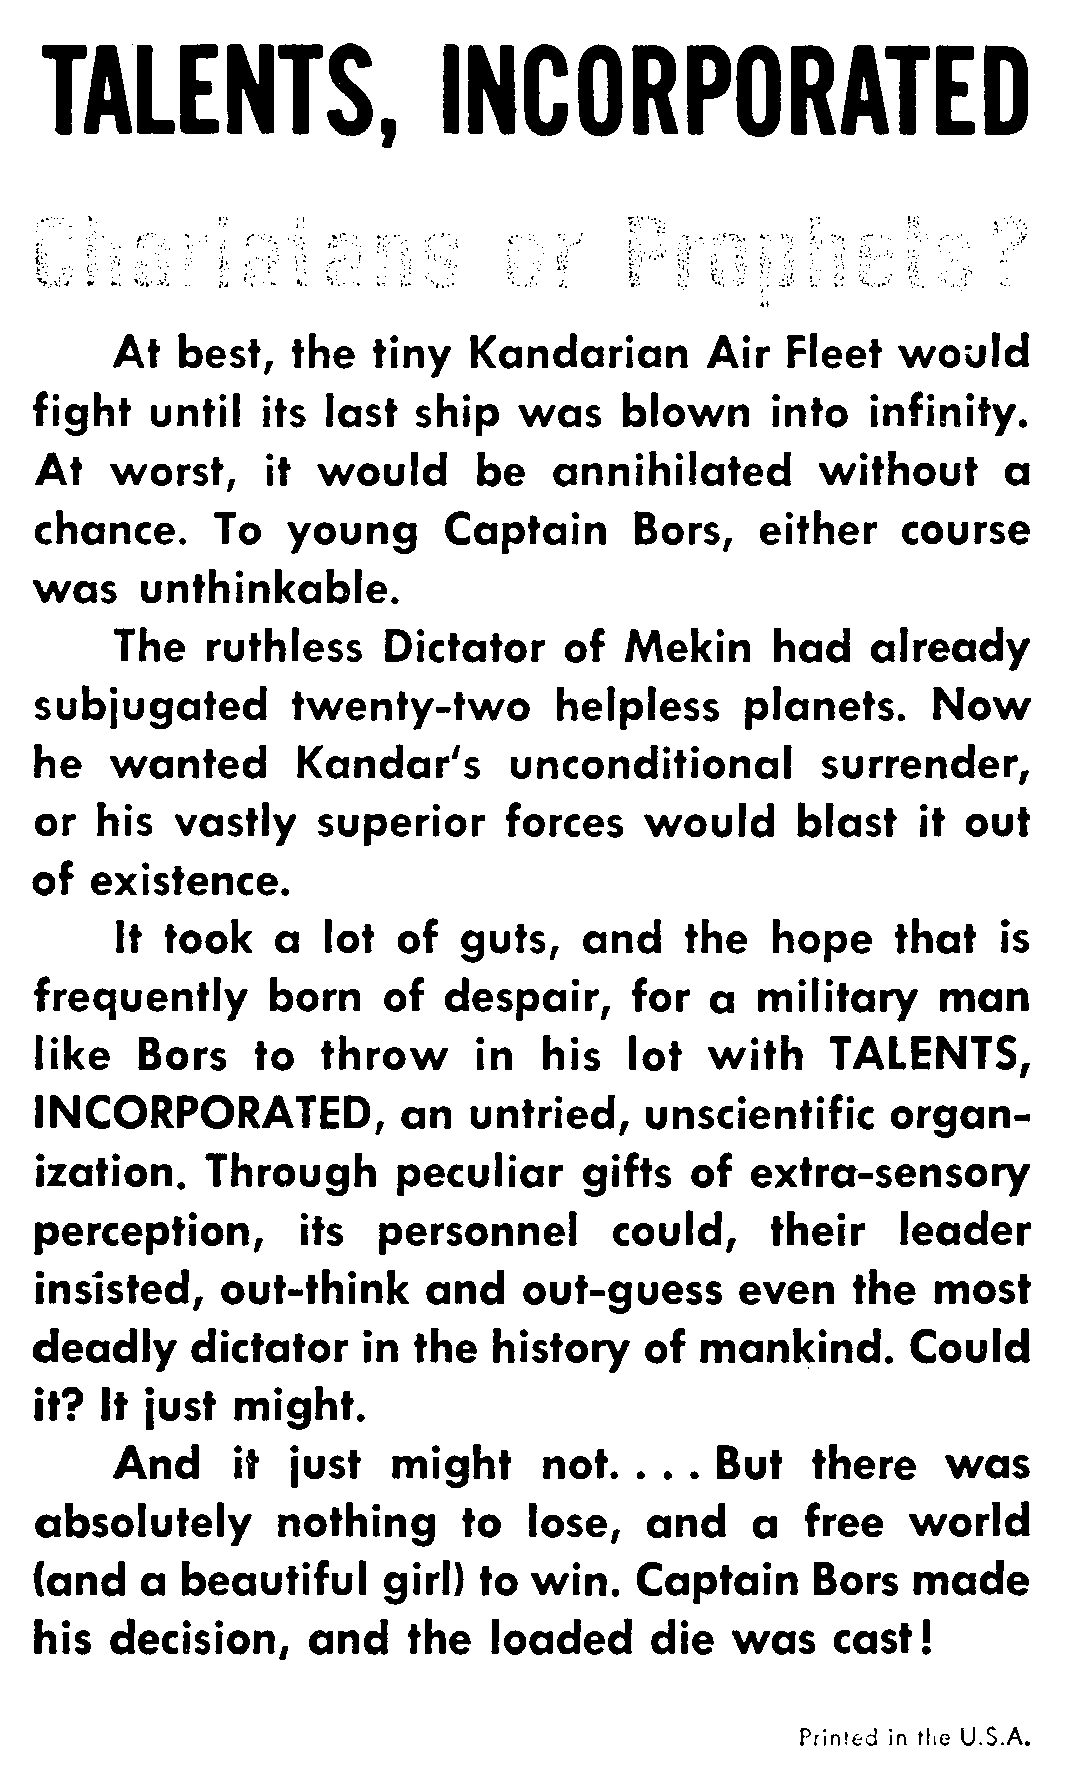 TALENTS, INCORPORATED
Charlatans or Prophets?
At best, the tiny Kandarian Air Fleet would
fight until its last ship was blown into infinity.
At worst, it would be annihilated without a
chance. To young Captain Bors, either course
was unthinkable.
The ruthless Dictator of Mekin had already
subjugated twenty-two helpless planets. Now
he wanted Kandar's unconditional surrender,
or his vastly superior forces would blast it out
of existence.
It took a lot of guts, and the hope that is
frequently born of despair, for a military man
like Bors to throw in his lot with TALENTS,
INCORPORATED, an untried, unscientific organ-
ization. Through peculiar gifts of extra-sensory
perception, its personnel could, their leader
insisted, out-think and out-guess even the most
deadly dictator in the history of mankind. Could
it? It just might.
And it just might not. . . . But there was
absolutely nothing to lose, and a free world
(and a beautiful girl) to win. Captain Bors made
his decision, and the loaded die was cast!
Printed in the U.S.A.